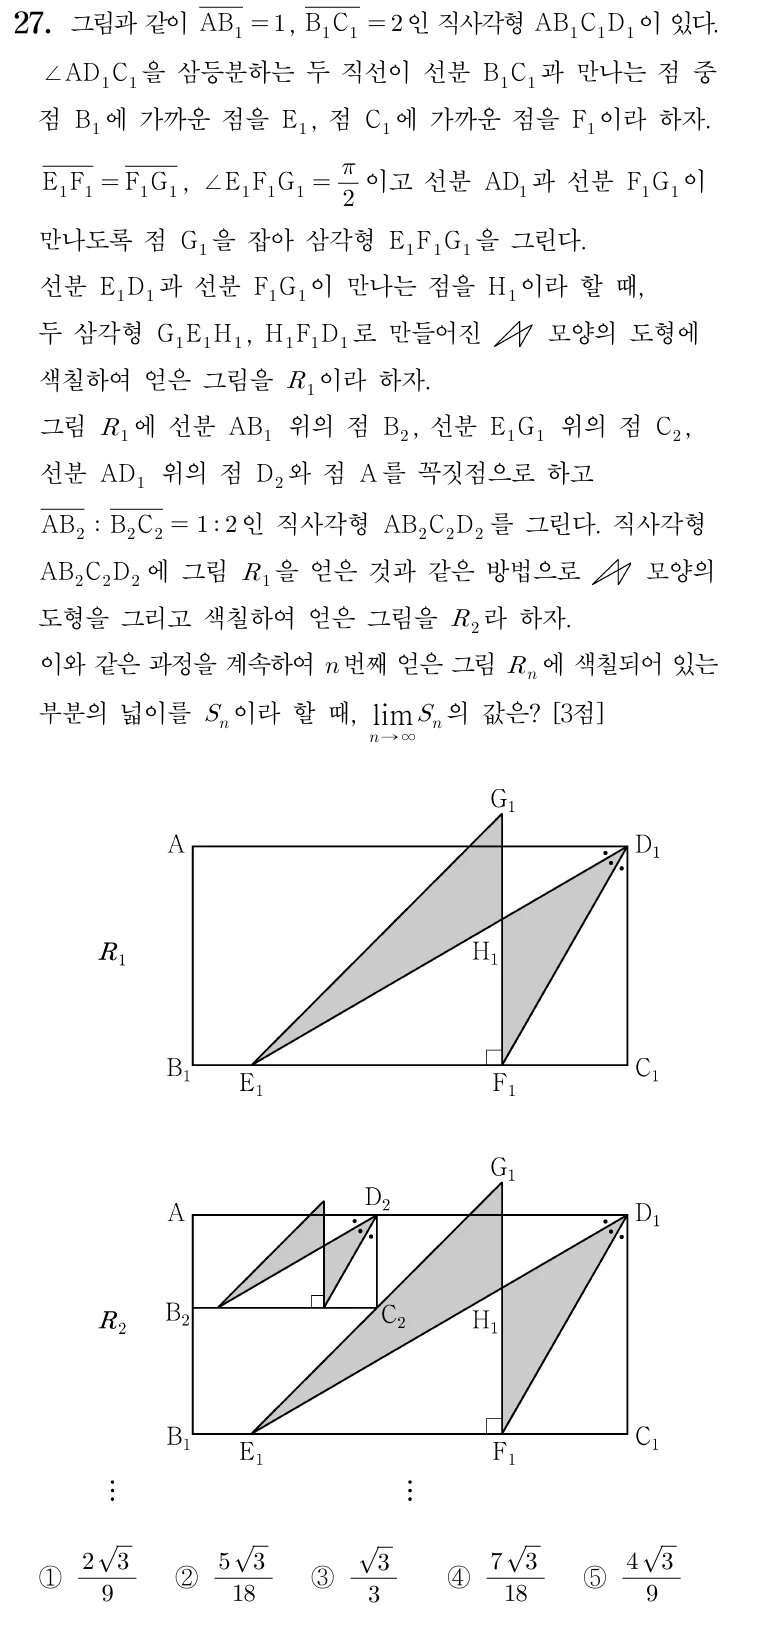 27. 그림과 같이 \overline{AB₁}=1, \overline{B₁C₁}=2인 직사각형 AB₁C₁D₁이 있다.
∠AD₁C₁을 삼등분하는 두 직선이 선분 B₁C₁과 만나는 점 중
점 B₁에 가까운 점을 E₁, 점 C₁에 가까운 점을 F₁이라 하자.
\overline{E₁F₁}=\overline{F₁G₁}, ∠E₁F₁G₁=π/2이고 선분 AD₁과 선분 F₁G₁이
만나도록 점 G₁을 잡아 삼각형 E₁F₁G₁을 그린다.
선분 E₁D₁과 선분 F₁G₁이 만나는 점을 H₁이라 할 때,
두 삼각형 G₁E₁H₁, H₁F₁D₁로 만들어진 모양의 도형에
색칠하여 얻은 그림을 R₁이라 하자.
그림 R₁에 선분 AB₁ 위의 점 B₂, 선분 E₁G₁ 위의 점 C₂,
선분 AD₁ 위의 점 D₂와 점 A를 꼭짓점으로 하고
\overline{AB₂} : \overline{B₂C₂}=1 : 2인 직사각형 AB₂C₂D₂를 그린다. 직사각형
AB₂C₂D₂에 그림 R₁을 얻은 것과 같은 방법으로 모양의
도형을 그리고 색칠하여 얻은 그림을 R₂라 하자.
이와 같은 과정을 계속하여 n번째 얻은 그림 Rₙ에 색칠되어 있는
부분의 넓이를 Sₙ이라 할 때, lim n→∞ Sₙ의 값은? [3점]
G₁
A D₁
R₁ H₁
B₁ E₁ F₁ C₁
G₁
A D₂ D₁
B₂ C₂
R₂ H₁
B₁ E₁ F₁ C₁
⋮ ⋮
① 2√3/9 ② 5√3/18 ③ √3/3 ④ 7√3/18 ⑤ 4√3/9